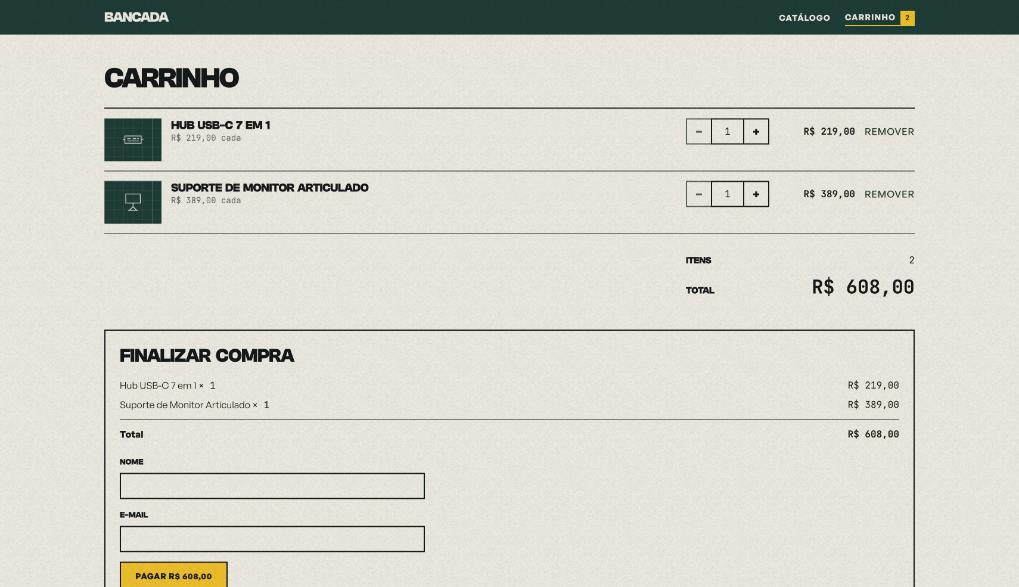 BANCADA
CATÁLOGO CARRINHO 2
CARRINHO
HUB USB-C 7 EM 1
R$ 219,00 cada
− 1 + R$ 219,00 REMOVER
SUPORTE DE MONITOR ARTICULADO
R$ 389,00 cada
− 1 + R$ 389,00 REMOVER
ITENS 2
TOTAL R$ 608,00
FINALIZAR COMPRA
Hub USB-C 7 em 1 × 1 R$ 219,00
Suporte de Monitor Articulado × 1 R$ 389,00
Total R$ 608,00
NOME
E-MAIL
PAGAR R$ 608,00